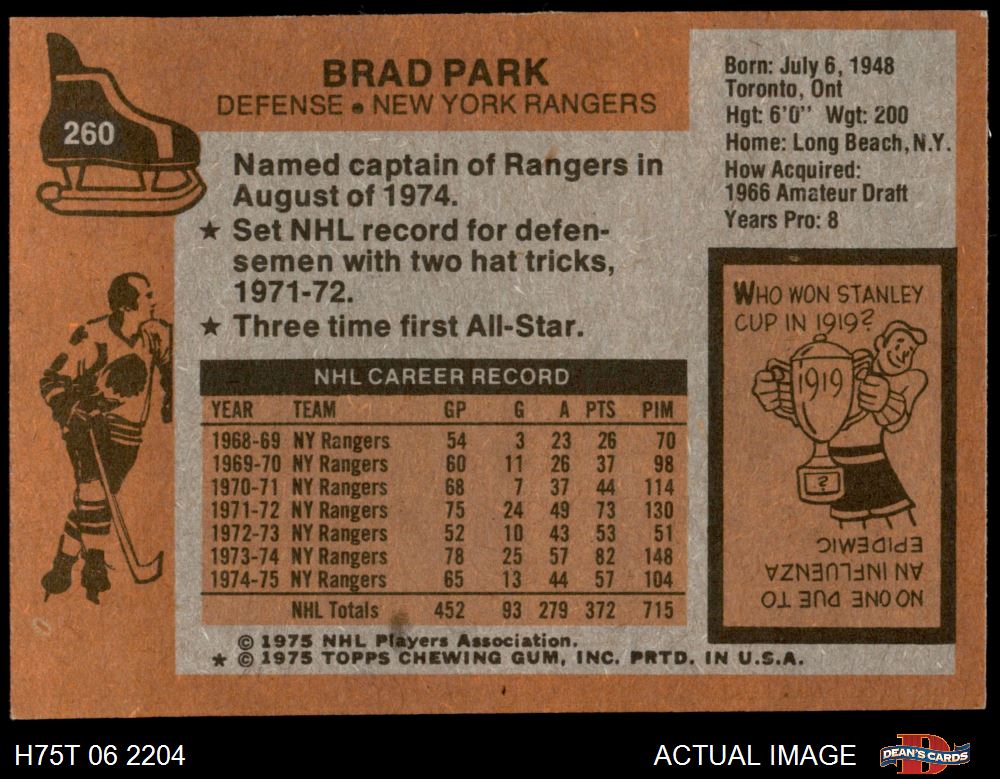 260
BRAD PARK
DEFENSE • NEW YORK RANGERS
Named captain of Rangers in
August of 1974.
★ Set NHL record for defen-
semen with two hat tricks,
1971-72.
★ Three time first All-Star.
NHL CAREER RECORD
YEAR TEAM GP G A PTS PIM
1968-69 NY Rangers 54 3 23 26 70
1969-70 NY Rangers 60 11 26 37 98
1970-71 NY Rangers 68 7 37 44 114
1971-72 NY Rangers 75 24 49 73 130
1972-73 NY Rangers 52 10 43 53 51
1973-74 NY Rangers 78 25 57 82 148
1974-75 NY Rangers 65 13 44 57 104
NHL Totals 452 93 279 372 715
© 1975 NHL Players Association.
★ © 1975 TOPPS CHEWING GUM, INC. PRTD. IN U.S.A.
Born: July 6, 1948
Toronto, Ont
Hgt: 6'0" Wgt: 200
Home: Long Beach, N.Y.
How Acquired:
1966 Amateur Draft
Years Pro: 8
WHO WON STANLEY
CUP IN 1919?
1919
?
NO ONE DUE TO
AN INFLUENZA
EPIDEMIC
H75T 06 2204
ACTUAL IMAGE
D
DEAN'S CARDS